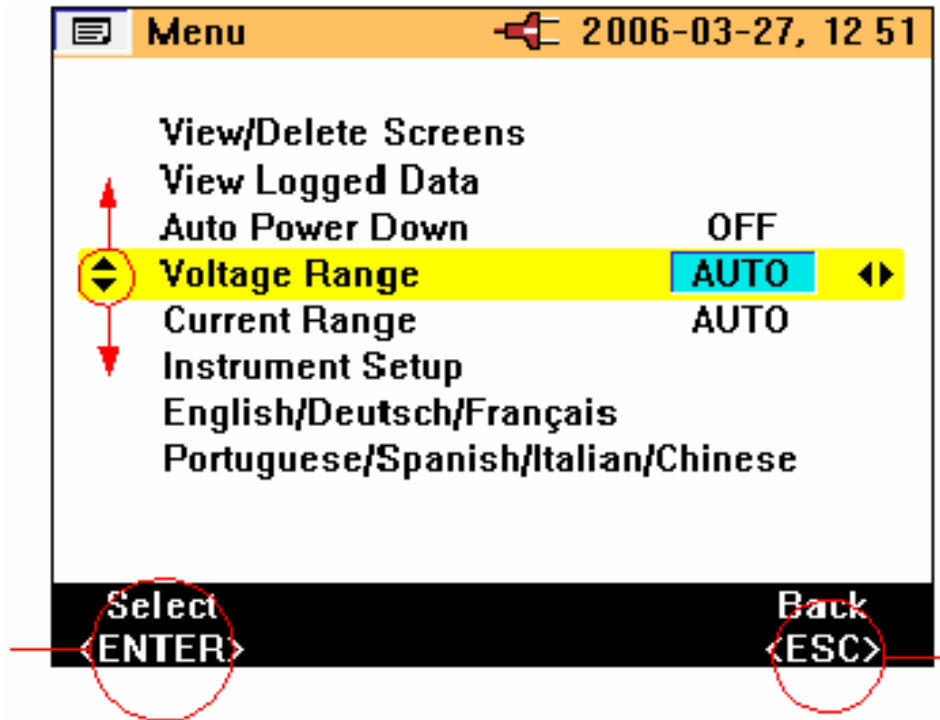 Menu 2006-03-27, 12 51
View/Delete Screens
View Logged Data
Auto Power Down OFF
Voltage Range AUTO
Current Range AUTO
Instrument Setup
English/Deutsch/Français
Portuguese/Spanish/Italian/Chinese
Select Back
<ENTER> <ESC>